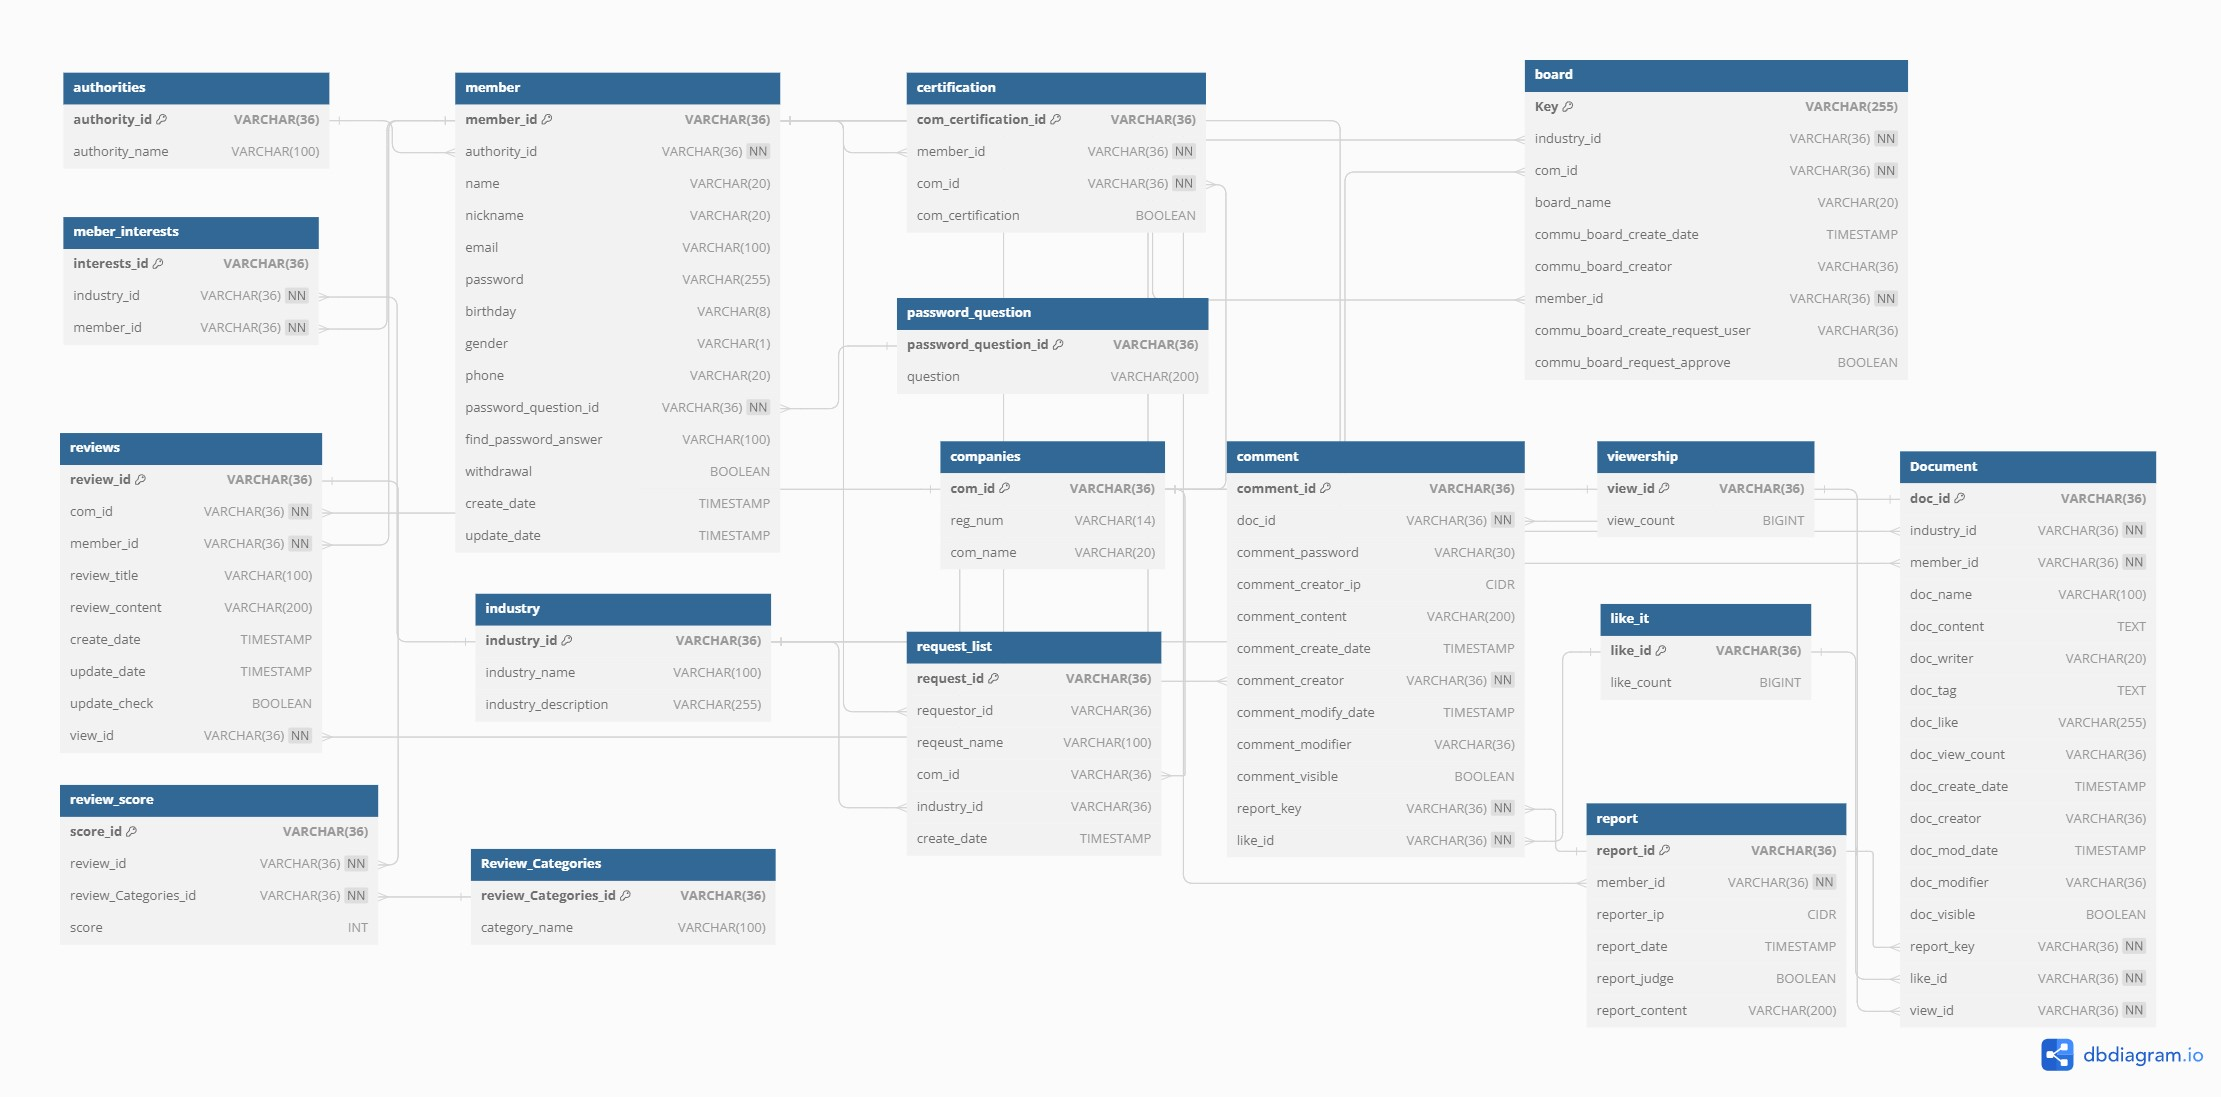 authorities
authority_id VARCHAR(36)
authority_name VARCHAR(100)
meber_interests
interests_id VARCHAR(36)
industry_id VARCHAR(36) NN
member_id VARCHAR(36) NN
reviews
review_id VARCHAR(36)
com_id VARCHAR(36) NN
member_id VARCHAR(36) NN
review_title VARCHAR(100)
review_content VARCHAR(200)
create_date TIMESTAMP
update_date TIMESTAMP
update_check BOOLEAN
view_id VARCHAR(36) NN
review_score
score_id VARCHAR(36)
review_id VARCHAR(36) NN
review_Categories_id VARCHAR(36) NN
score INT
member
member_id VARCHAR(36)
authority_id VARCHAR(36) NN
name VARCHAR(20)
nickname VARCHAR(20)
email VARCHAR(100)
password VARCHAR(255)
birthday VARCHAR(8)
gender VARCHAR(1)
phone VARCHAR(20)
password_question_id VARCHAR(36) NN
find_password_answer VARCHAR(100)
withdrawal BOOLEAN
create_date TIMESTAMP
update_date TIMESTAMP
industry
industry_id VARCHAR(36)
industry_name VARCHAR(100)
industry_description VARCHAR(255)
Review_Categories
review_Categories_id VARCHAR(36)
category_name VARCHAR(100)
certification
com_certification_id VARCHAR(36)
member_id VARCHAR(36) NN
com_id VARCHAR(36) NN
com_certification BOOLEAN
password_question
password_question_id VARCHAR(36)
question VARCHAR(200)
companies
com_id VARCHAR(36)
reg_num VARCHAR(14)
com_name VARCHAR(20)
request_list
request_id VARCHAR(36)
requestor_id VARCHAR(36)
reqeust_name VARCHAR(100)
com_id VARCHAR(36)
industry_id VARCHAR(36)
create_date TIMESTAMP
comment
comment_id VARCHAR(36)
doc_id VARCHAR(36) NN
comment_password VARCHAR(30)
comment_creator_ip CIDR
comment_content VARCHAR(200)
comment_create_date TIMESTAMP
comment_creator VARCHAR(36) NN
comment_modify_date TIMESTAMP
comment_modifier VARCHAR(36)
comment_visible BOOLEAN
report_key VARCHAR(36) NN
like_id VARCHAR(36) NN
board
Key VARCHAR(255)
industry_id VARCHAR(36) NN
com_id VARCHAR(36) NN
board_name VARCHAR(20)
commu_board_create_date TIMESTAMP
commu_board_creator VARCHAR(36)
member_id VARCHAR(36) NN
commu_board_create_request_user VARCHAR(36)
commu_board_request_approve BOOLEAN
viewership
view_id VARCHAR(36)
view_count BIGINT
like_it
like_id VARCHAR(36)
like_count BIGINT
report
report_id VARCHAR(36)
member_id VARCHAR(36) NN
reporter_ip CIDR
report_date TIMESTAMP
report_judge BOOLEAN
report_content VARCHAR(200)
Document
doc_id VARCHAR(36)
industry_id VARCHAR(36) NN
member_id VARCHAR(36) NN
doc_name VARCHAR(100)
doc_content TEXT
doc_writer VARCHAR(20)
doc_tag TEXT
doc_like VARCHAR(255)
doc_view_count VARCHAR(36)
doc_create_date TIMESTAMP
doc_creator VARCHAR(36)
doc_mod_date TIMESTAMP
doc_modifier VARCHAR(36)
doc_visible BOOLEAN
report_key VARCHAR(36) NN
like_id VARCHAR(36) NN
view_id VARCHAR(36) NN
dbdiagram.io